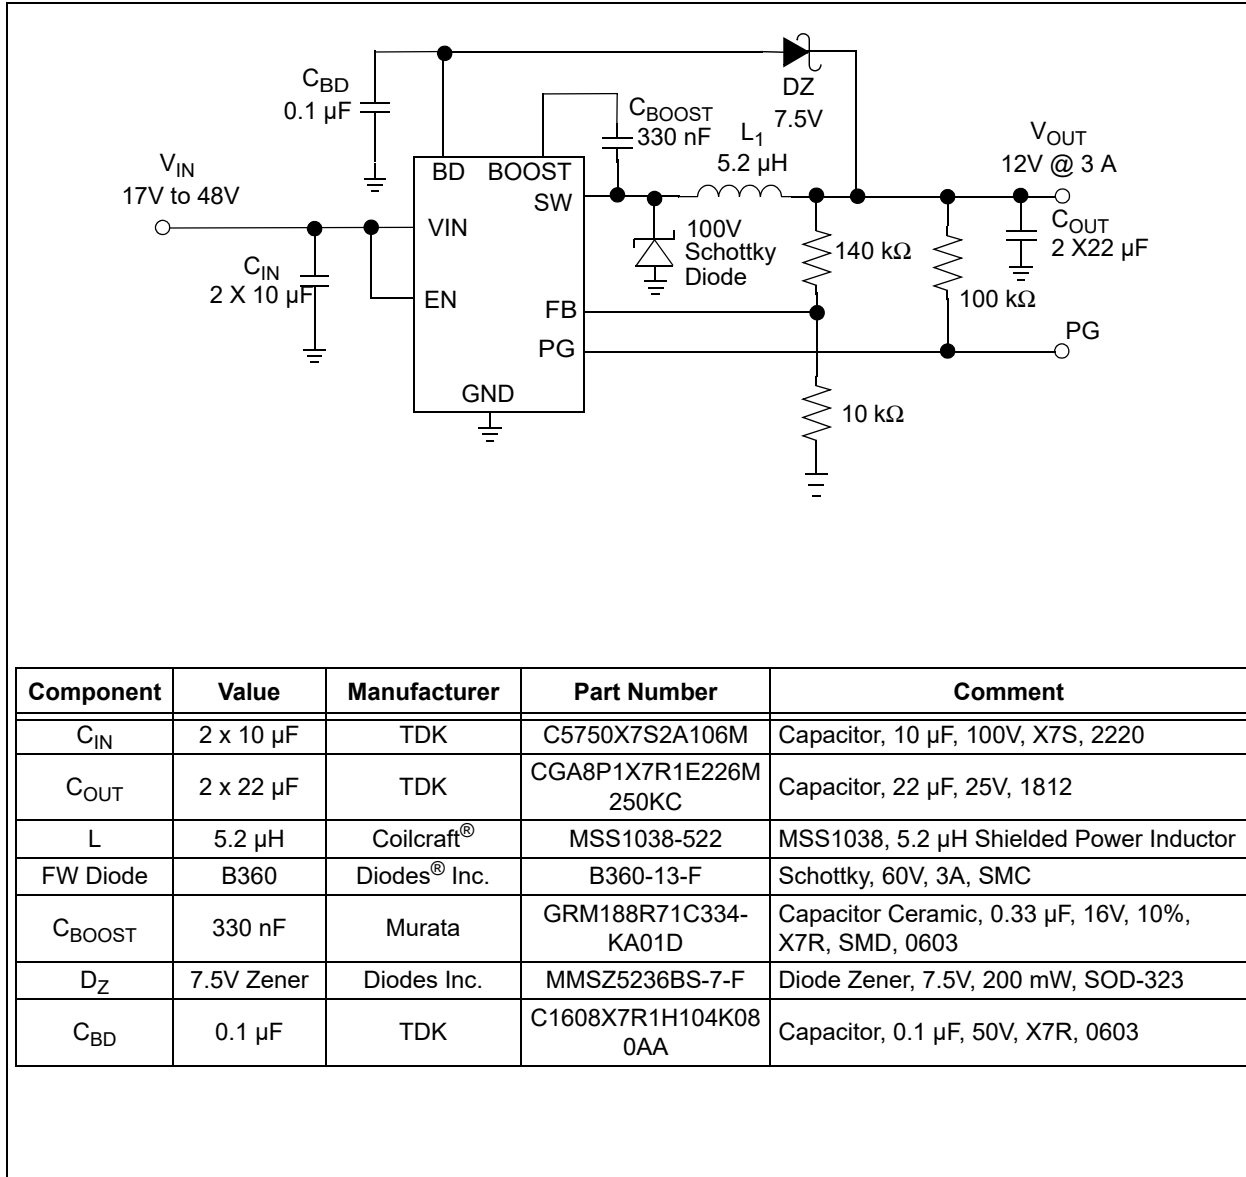 C_BD
0.1 µF
DZ
7.5V
C_BOOST
330 nF
L_1
5.2 µH
V_OUT
12V @ 3 A
V_IN
17V to 48V
BD
BOOST
SW
VIN
EN
FB
PG
GND
C_IN
2 X 10 µF
100V
Schottky
Diode
140 kΩ
C_OUT
2 X22 µF
100 kΩ
PG
10 kΩ
Component Value Manufacturer Part Number Comment
C_IN 2 x 10 µF TDK C5750X7S2A106M Capacitor, 10 µF, 100V, X7S, 2220
C_OUT 2 x 22 µF TDK CGA8P1X7R1E226M
250KC Capacitor, 22 µF, 25V, 1812
L 5.2 µH Coilcraft® MSS1038-522 MSS1038, 5.2 µH Shielded Power Inductor
FW Diode B360 Diodes® Inc. B360-13-F Schottky, 60V, 3A, SMC
C_BOOST 330 nF Murata GRM188R71C334-
KA01D Capacitor Ceramic, 0.33 µF, 16V, 10%,
X7R, SMD, 0603
D_Z 7.5V Zener Diodes Inc. MMSZ5236BS-7-F Diode Zener, 7.5V, 200 mW, SOD-323
C_BD 0.1 µF TDK C1608X7R1H104K08
0AA Capacitor, 0.1 µF, 50V, X7R, 0603